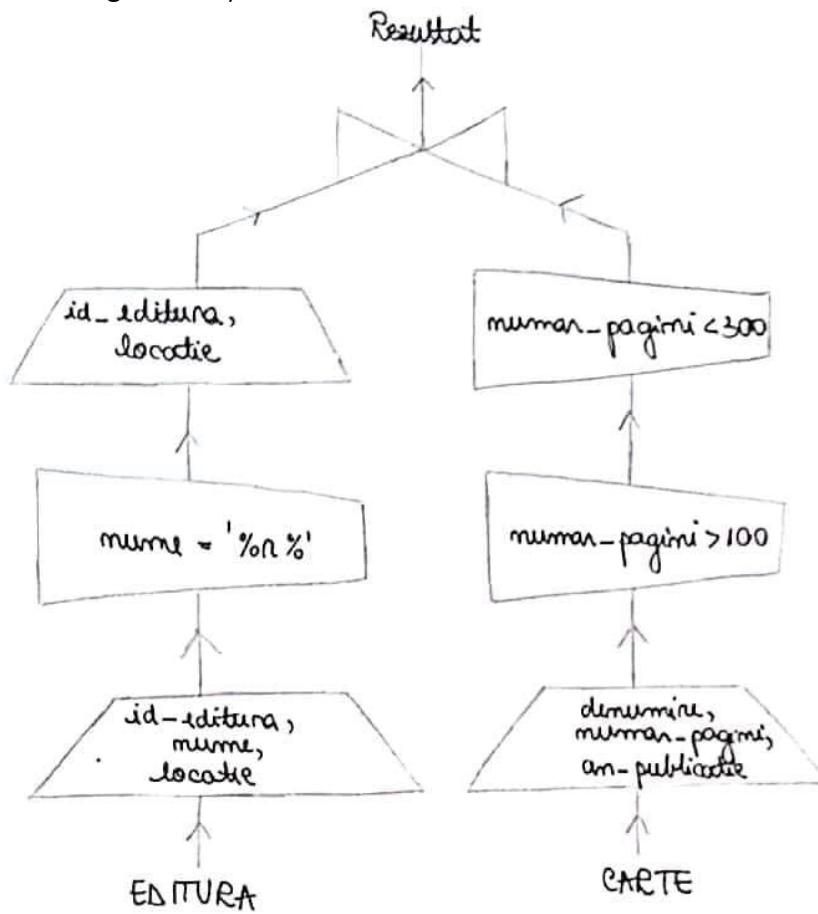 Rezultat
id_editura,
locatie
numar_pagini < 300
nume = '%n%'
numar_pagini > 100
id_editura,
nume,
locatie
denumire,
numar_pagini,
an_publicatie
EDITURA
CARTE